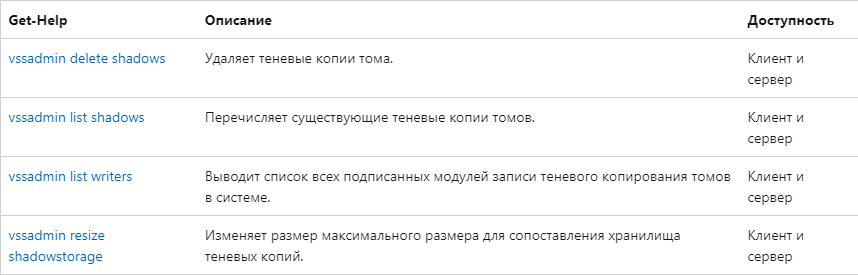 Get-Help Описание Доступность
vssadmin delete shadows Удаляет теневые копии тома. Клиент и
сервер
vssadmin list shadows Перечисляет существующие теневые копии томов. Клиент и
сервер
vssadmin list writers Выводит список всех подписанных модулей записи теневого копирования томов Клиент и
в системе. сервер
vssadmin resize Изменяет размер максимального размера для сопоставления хранилища Клиент и
shadowstorage теневых копий. сервер